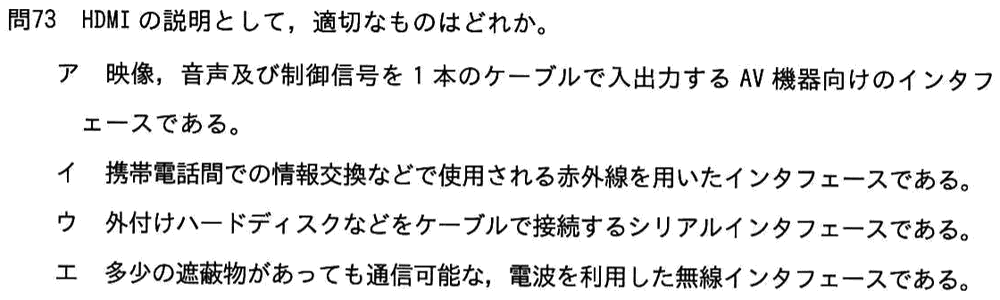 問73 HDMI の説明として，適切なものはどれか。
ア 映像，音声及び制御信号を 1 本のケーブルで入出力する AV 機器向けのインタフ
ェースである。
イ 携帯電話間での情報交換などで使用される赤外線を用いたインタフェースである。
ウ 外付けハードディスクなどをケーブルで接続するシリアルインタフェースである。
エ 多少の遮蔽物があっても通信可能な，電波を利用した無線インタフェースである。